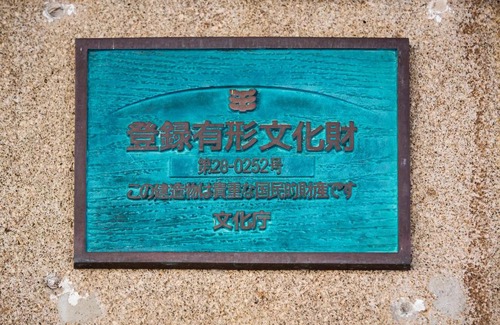 登録有形文化財
第28-0252号
この建造物は貴重な国民的財産です
文化庁